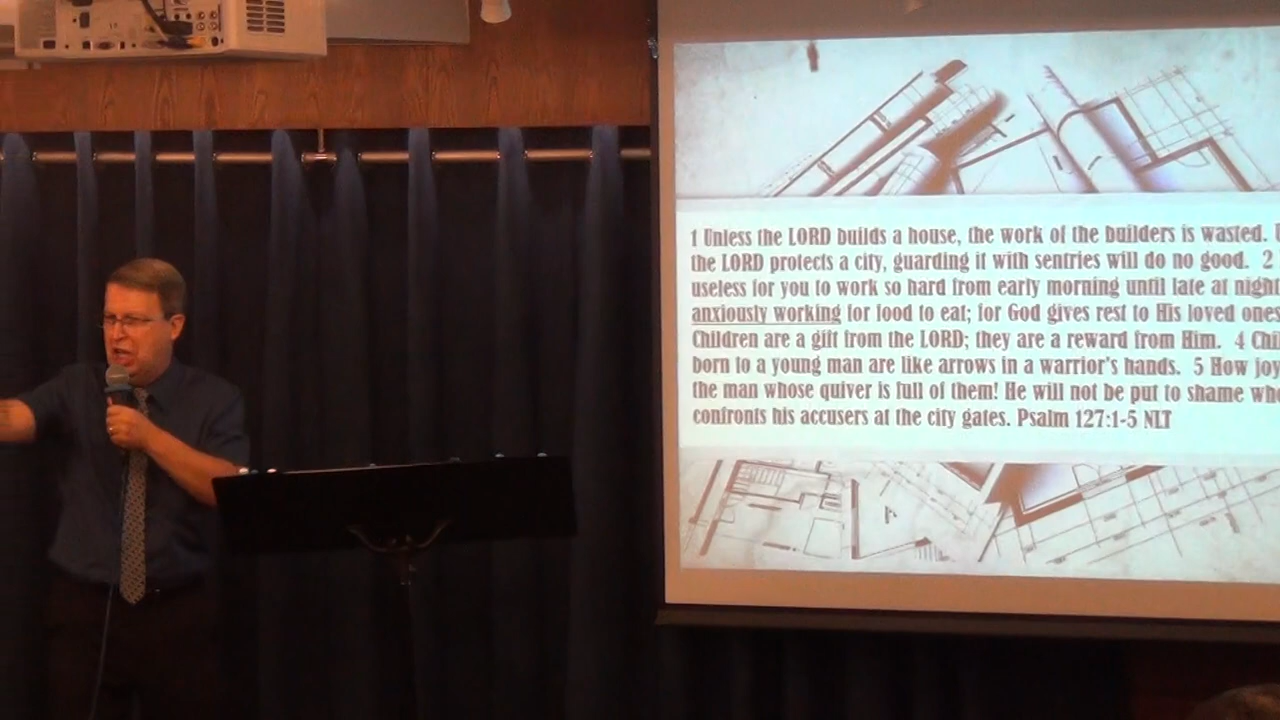 1 Unless the LORD builds a house, the work of the builders is wasted.
the LORD protects a city, guarding it with sentries will do no good. 2
useless for you to work so hard from early morning until late at night
anxiously working for food to eat; for God gives rest to His loved ones
Children are a gift from the LORD; they are a reward from Him. 4 Chi
born to a young man are like arrows in a warrior's hands. 5 How joy
the man whose quiver is full of them! He will not be put to shame whe
confronts his accusers at the city gates. Psalm 127:1-5 NLT